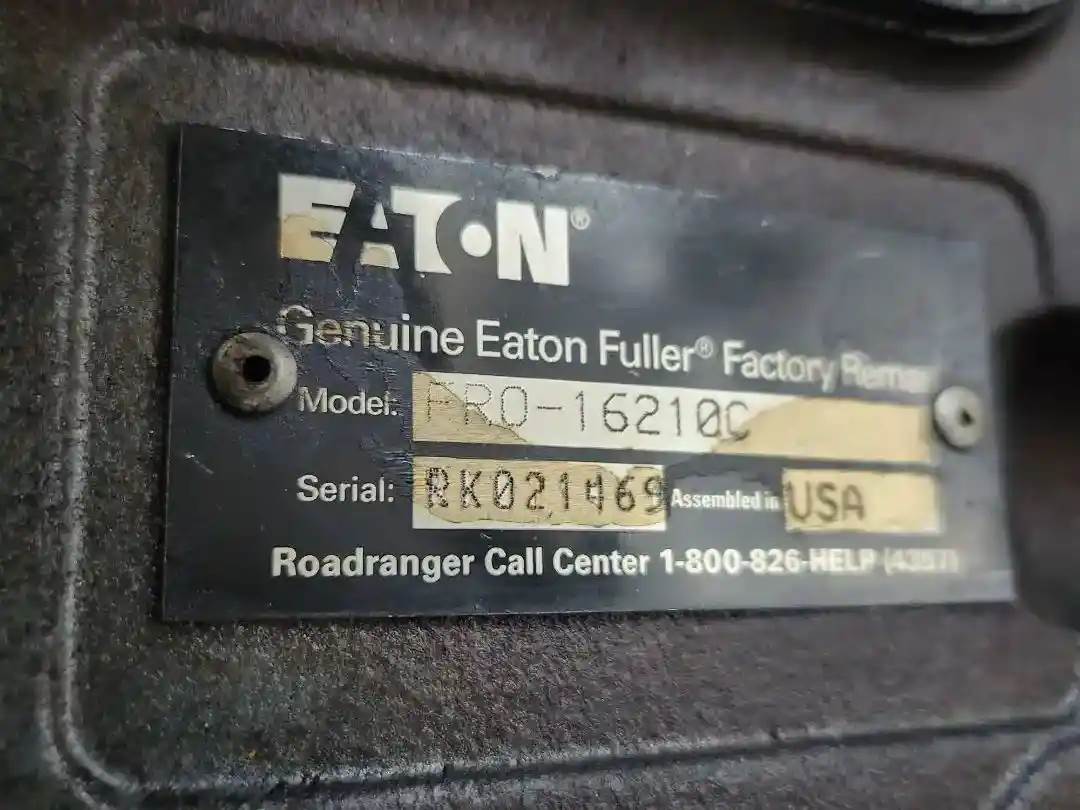 EATON®
Genuine Eaton Fuller® Factory Reman
Model: FRO-16210C
Serial: RK021469 Assembled in USA
Roadranger Call Center 1-800-826-HELP (4357)